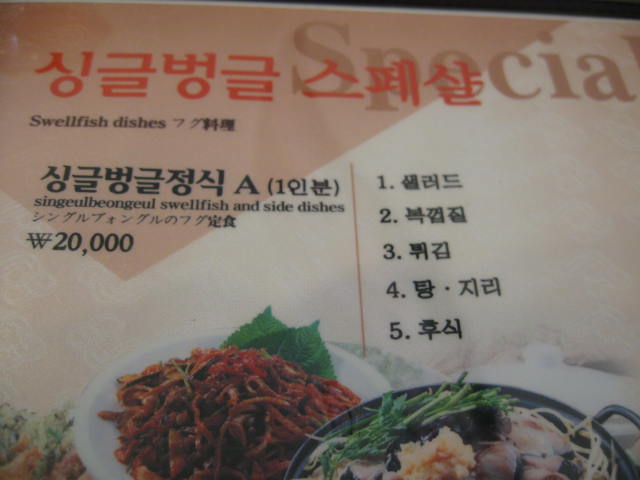 Special
싱글벙글 스페샬
Swellfish dishes フグ料理
싱글벙글정식 A (1인분)
singeulbeongeul swellfish and side dishes
シングルブォングルのフグ定食
₩20,000
1. 샐러드
2. 복껍질
3. 튀김
4. 탕 · 지리
5. 후식